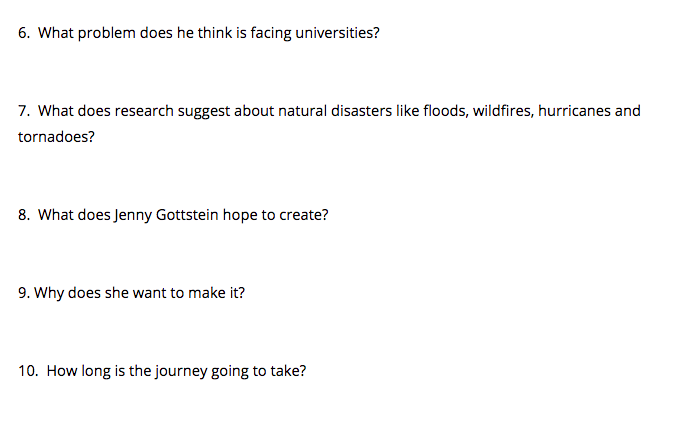 6. What problem does he think is facing universities?
7. What does research suggest about natural disasters like floods, wildfires, hurricanes and
tornadoes?
8. What does Jenny Gottstein hope to create?
9. Why does she want to make it?
10. How long is the journey going to take?